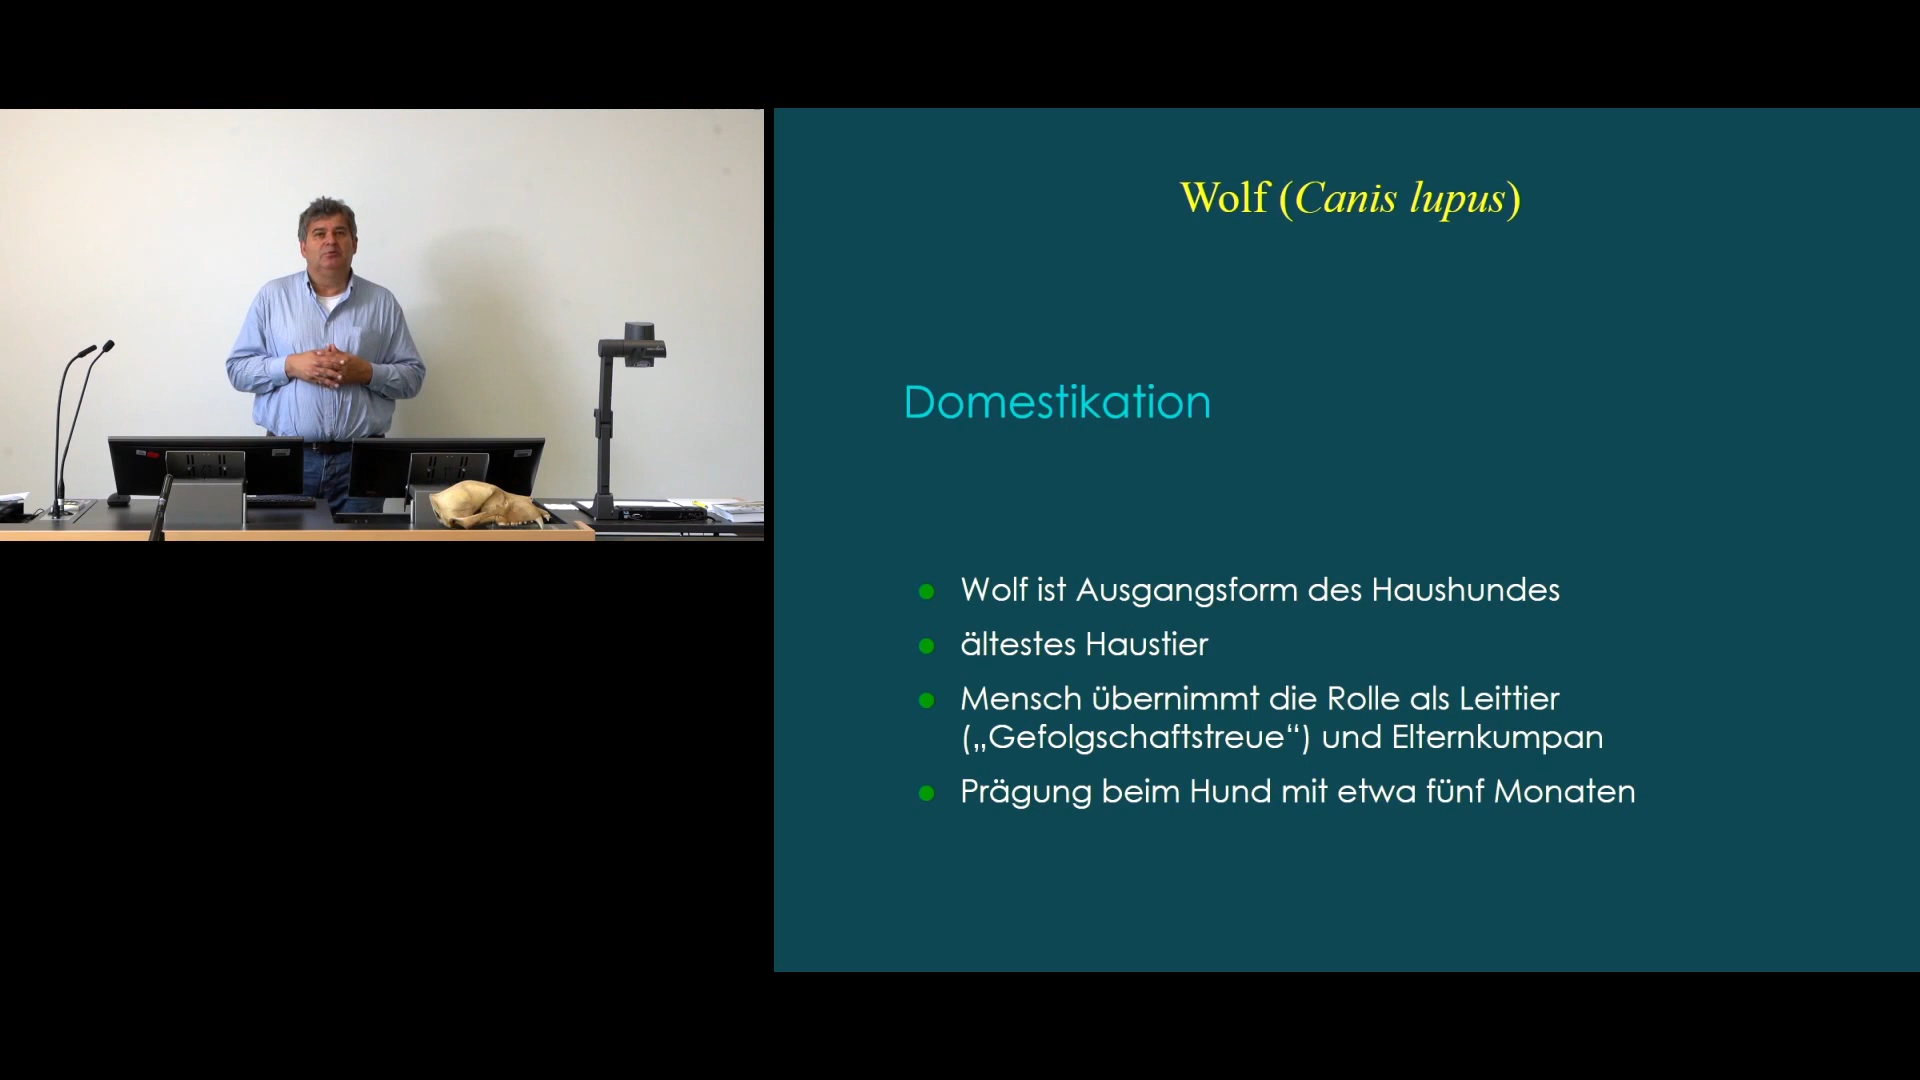 Wolf (Canis lupus)
Domestikation
Wolf ist Ausgangsform des Haushundes
ältestes Haustier
Mensch übernimmt die Rolle als Leittier
(„Gefolgschaftstreue“) und Elternkumpan
Prägung beim Hund mit etwa fünf Monaten